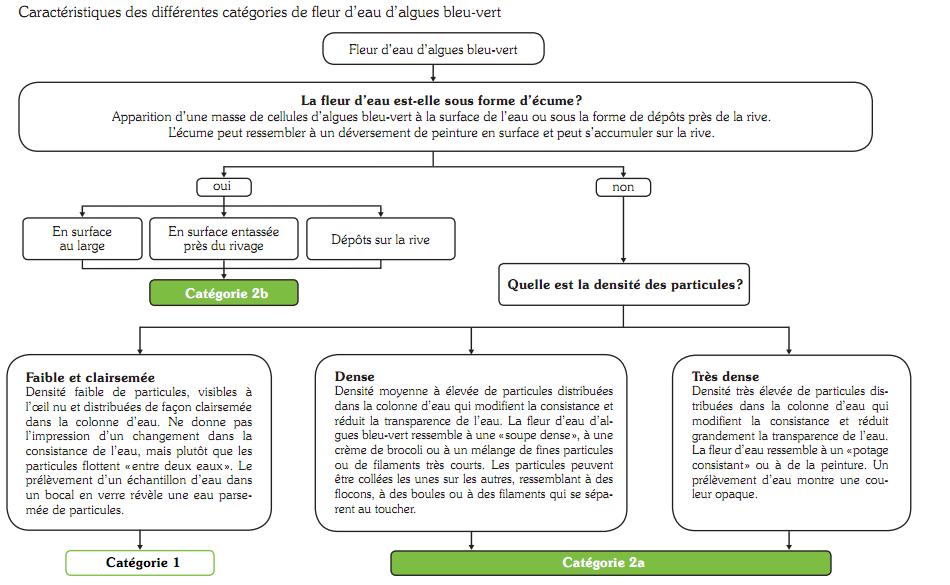 Caractéristiques des différentes catégories de fleur d’eau d’algues bleu-vert
Fleur d’eau d’algues bleu-vert
La fleur d’eau est-elle sous forme d’écume?
Apparition d’une masse de cellules d’algues bleu-vert à la surface de l’eau ou sous la forme de dépôts près de la rive.
L’écume peut ressembler à un déversement de peinture en surface et peut s’accumuler sur la rive.
oui
non
En surface
au large
En surface entassée
près du rivage
Dépôts sur la rive
Catégorie 2b
Quelle est la densité des particules?
Faible et clairsemée
Densité faible de particules, visibles à
l’œil nu et distribuées de façon clairsemée
dans la colonne d’eau. Ne donne pas
l’impression d’un changement dans la
consistance de l’eau, mais plutôt que les
particules flottent «entre deux eaux». Le
prélèvement d’un échantillon d’eau dans
un bocal en verre révèle une eau parse-
mée de particules.
Catégorie 1
Dense
Densité moyenne à élevée de particules distribuées
dans la colonne d’eau qui modifient la consistance et
réduit la transparence de l’eau. La fleur d’eau d’al-
gues bleu-vert ressemble à une «soupe dense», à une
crème de brocoli ou à un mélange de fines particules
ou de filaments très courts. Les particules peuvent
être collées les unes sur les autres, ressemblant à des
flocons, à des boules ou à des filaments qui se sépa-
rent au toucher.
Très dense
Densité très élevée de particules dis-
tribuées dans la colonne d’eau qui
modifient la consistance et réduit
grandement la transparence de l’eau.
La fleur d’eau ressemble à un «potage
consistant» ou à de la peinture. Un
prélèvement d’eau montre une cou-
leur opaque.
Catégorie 2a